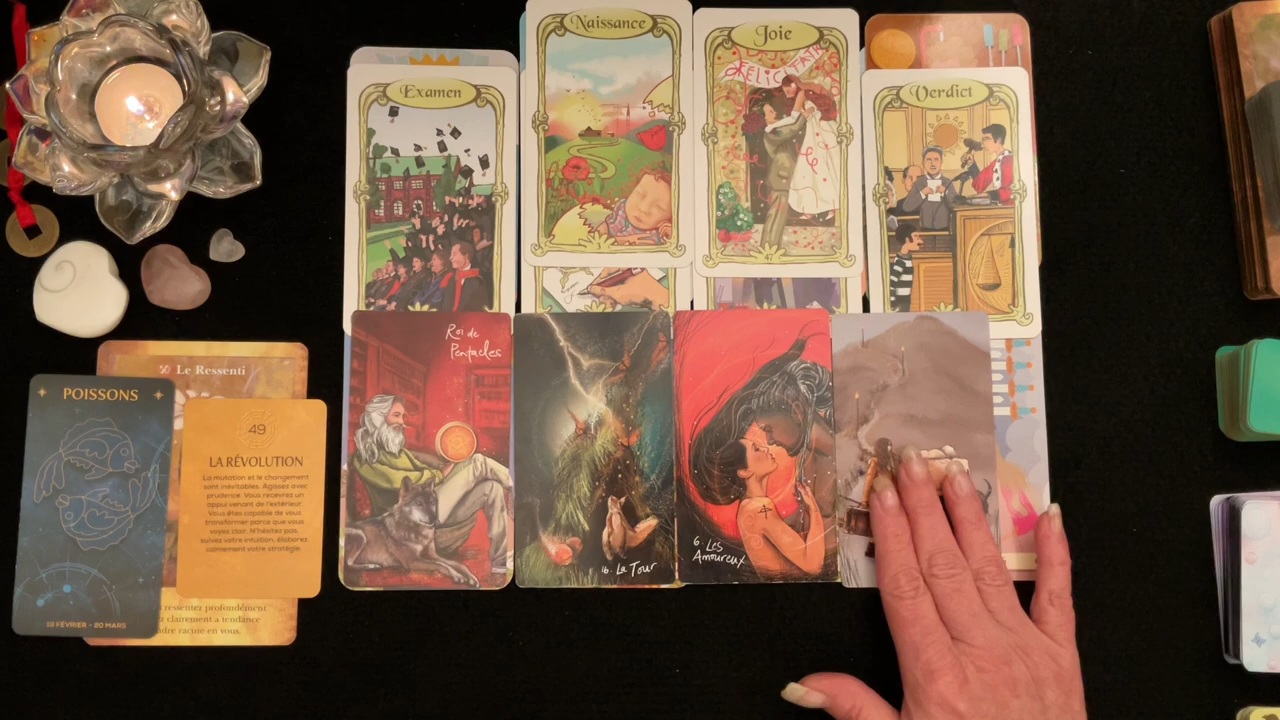 Examen
Naissance
Joie
47
Verdict
Le Ressenti
POISSONS
19 FÉVRIER - 20 MARS
49
LA RÉVOLUTION
La mutation et le changement
sont inévitables. Agissez avec
prudence. Vous recevrez un
appui venant de l'extérieur.
Vous êtes capable de vous
transformer parce que vous
voyez clair. N'hésitez pas,
suivez votre intuition, élaborez
calmement votre stratégie.
ressentez profondément
clairement a tendance
racine en vous.
Roi de
Pentacles
16. La Tour
6. Les
Amoureux